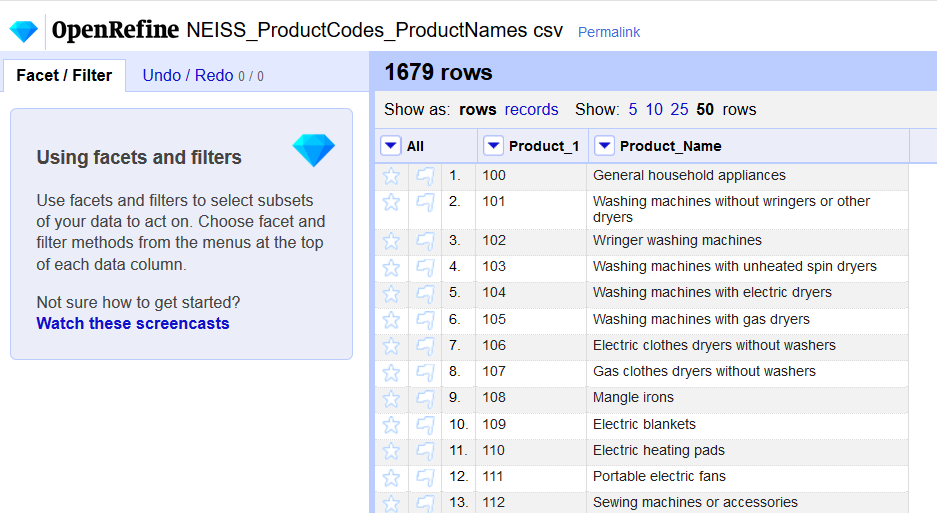 OpenRefine NEISS_ProductCodes_ProductNames csv Permalink
Facet / Filter Undo / Redo 0 / 0
Using facets and filters
Use facets and filters to select subsets
of your data to act on. Choose facet and
filter methods from the menus at the top
of each data column.
Not sure how to get started?
Watch these screencasts
1679 rows
Show as: rows records Show: 5 10 25 50 rows
All Product_1 Product_Name
1. 100 General household appliances
2. 101 Washing machines without wringers or other
dryers
3. 102 Wringer washing machines
4. 103 Washing machines with unheated spin dryers
5. 104 Washing machines with electric dryers
6. 105 Washing machines with gas dryers
7. 106 Electric clothes dryers without washers
8. 107 Gas clothes dryers without washers
9. 108 Mangle irons
10. 109 Electric blankets
11. 110 Electric heating pads
12. 111 Portable electric fans
13. 112 Sewing machines or accessories